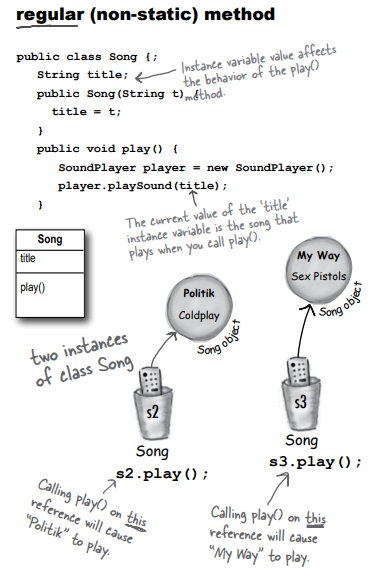 regular (non-static) method
public class Song {;
String title;
Instance variable value affects
the behavior of the play()
method.
public Song(String t) {
title = t;
}
public void play() {
SoundPlayer player = new SoundPlayer();
player.playSound(title);
}
The current value of the 'title'
instance variable is the song that
plays when you call play().
Song
title
play()
two instances
of class Song
Politik
Coldplay
Song object
My Way
Sex Pistols
Song object
s2
Song
s2.play();
s3
Song
s3.play();
Calling play() on this
reference will cause
"Politik" to play.
Calling play() on this
reference will cause
"My Way" to play.